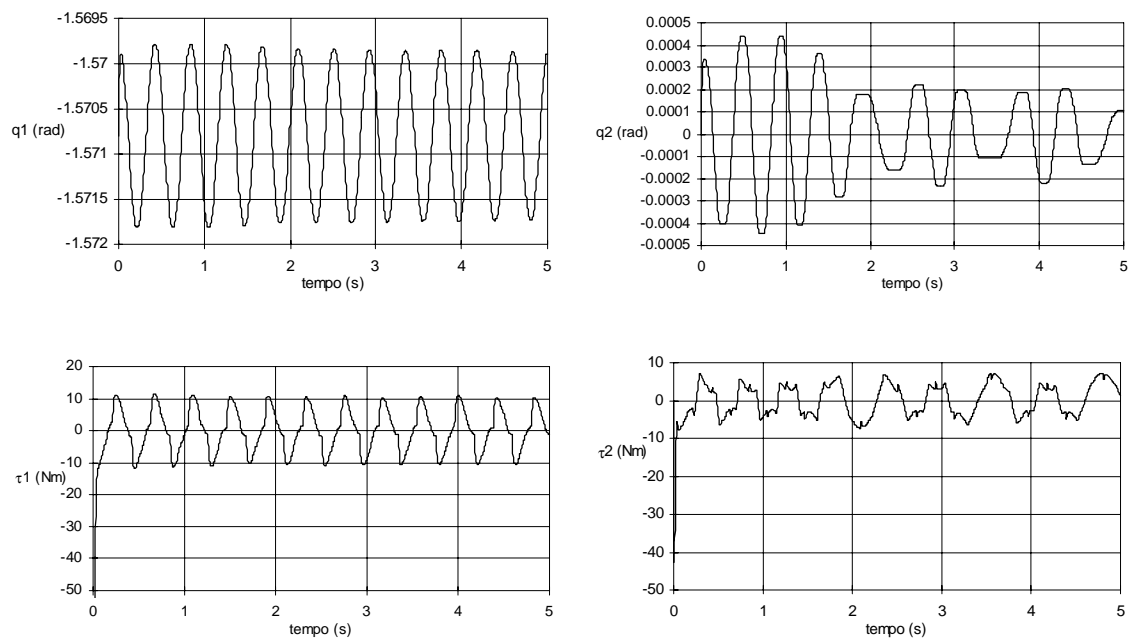 -1.5695
-1.57
-1.5705
q1 (rad)
-1.571
-1.5715
-1.572
0 1 2 3 4 5
tempo (s)
0.0005
0.0004
0.0003
0.0002
0.0001
q2 (rad)
0
-0.0001
-0.0002
-0.0003
-0.0004
-0.0005
0 1 2 3 4 5
tempo (s)
20
10
0
-10
τ1 (Nm)
-20
-30
-40
-50
0 1 2 3 4 5
tempo (s)
10
0
-10
τ2 (Nm)
-20
-30
-40
-50
0 1 2 3 4 5
tempo (s)